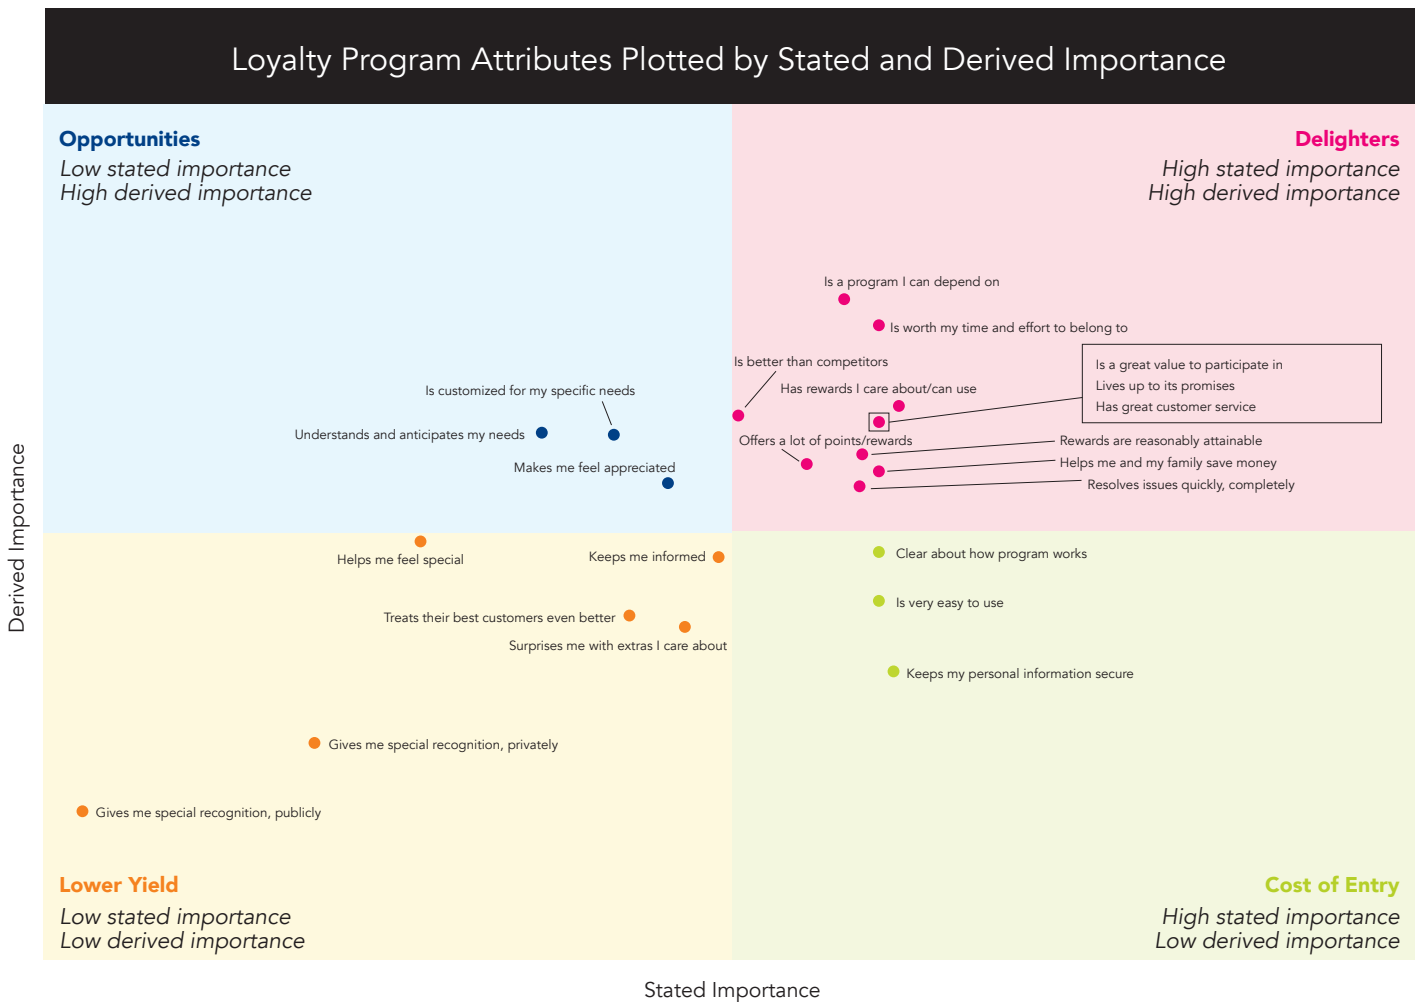 Loyalty Program Attributes Plotted by Stated and Derived Importance
Opportunities
Low stated importance
High derived importance
Delighters
High stated importance
High derived importance
Is a program I can depend on
Is worth my time and effort to belong to
Is better than competitors
Has rewards I care about/can use
Is a great value to participate in
Lives up to its promises
Has great customer service
Offers a lot of points/rewards
Rewards are reasonably attainable
Helps me and my family save money
Resolves issues quickly, completely
Is customized for my specific needs
Understands and anticipates my needs
Makes me feel appreciated
Derived Importance
Helps me feel special
Keeps me informed
Treats their best customers even better
Surprises me with extras I care about
Gives me special recognition, privately
Gives me special recognition, publicly
Clear about how program works
Is very easy to use
Keeps my personal information secure
Lower Yield
Low stated importance
Low derived importance
Cost of Entry
High stated importance
Low derived importance
Stated Importance